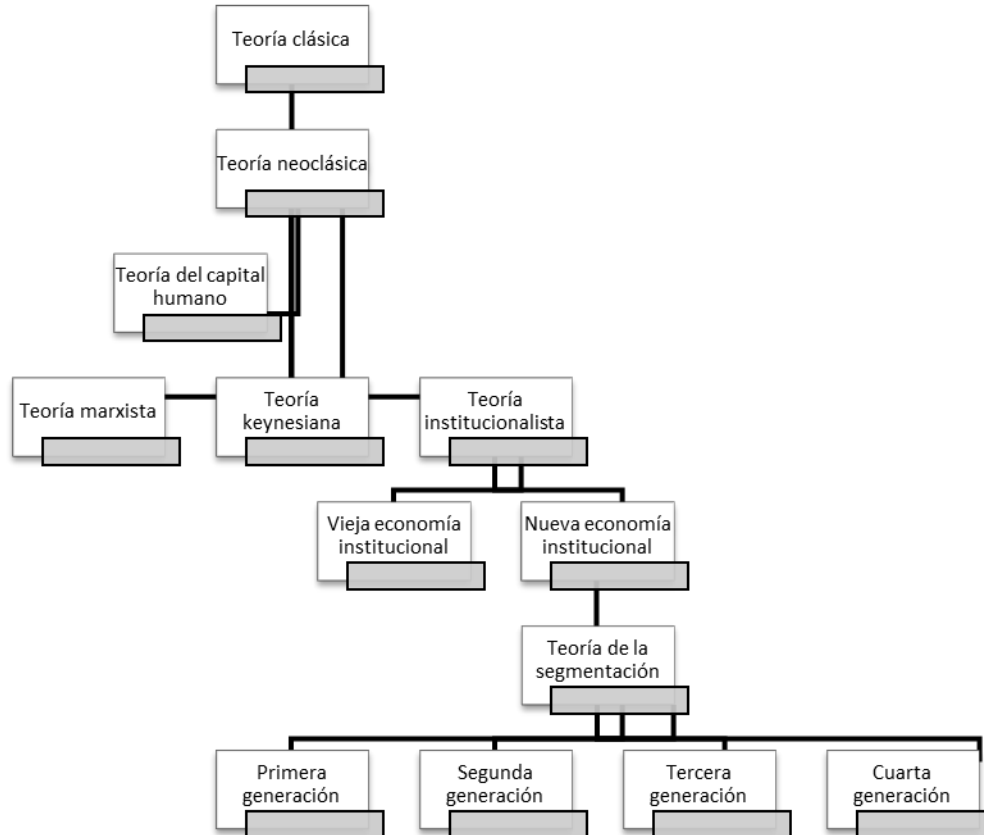 Teoría clásica
Teoría neoclásica
Teoría del capital
humano
Teoría marxista
Teoría
keynesiana
Teoría
institucionalista
Vieja economía
institucional
Nueva economía
institucional
Teoría de la
segmentación
Primera
generación
Segunda
generación
Tercera
generación
Cuarta
generación